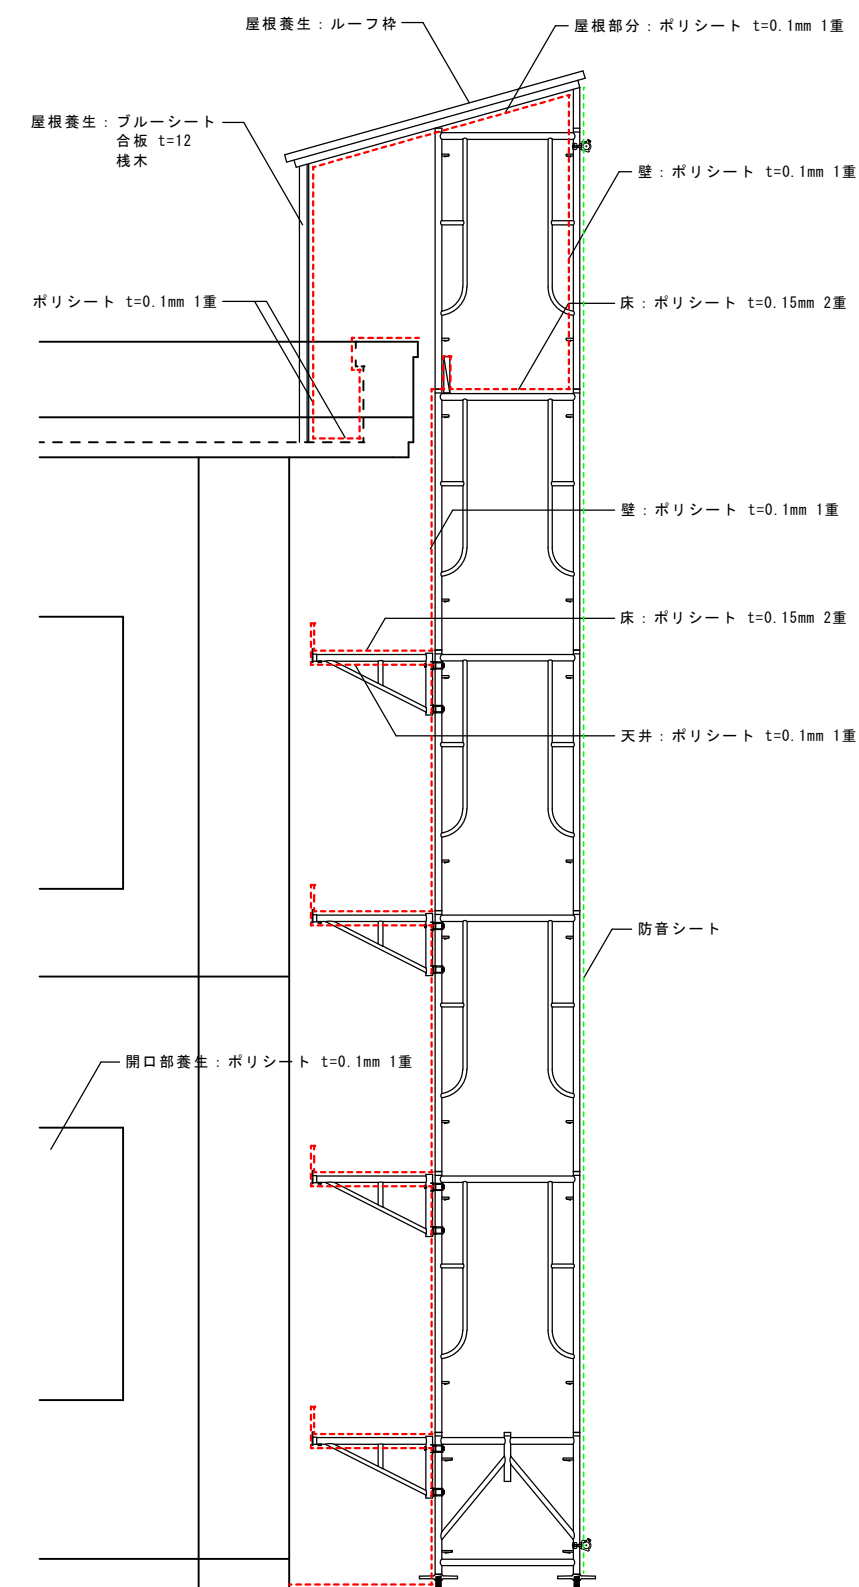 屋根養生：ルーフ枠
屋根部分：ポリシート t=0.1mm 1重
屋根養生：ブルーシート
合板 t=12
桟木
壁：ポリシート t=0.1mm 1重
ポリシート t=0.1mm 1重
床：ポリシート t=0.15mm 2重
壁：ポリシート t=0.1mm 1重
床：ポリシート t=0.15mm 2重
天井：ポリシート t=0.1mm 1重
防音シート
開口部養生：ポリシート t=0.1mm 1重